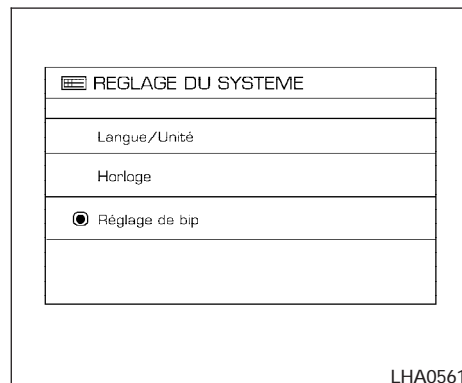 REGLAGE DU SYSTEME
Langue/Unité
Horloge
Réglage de bip
LHA0561